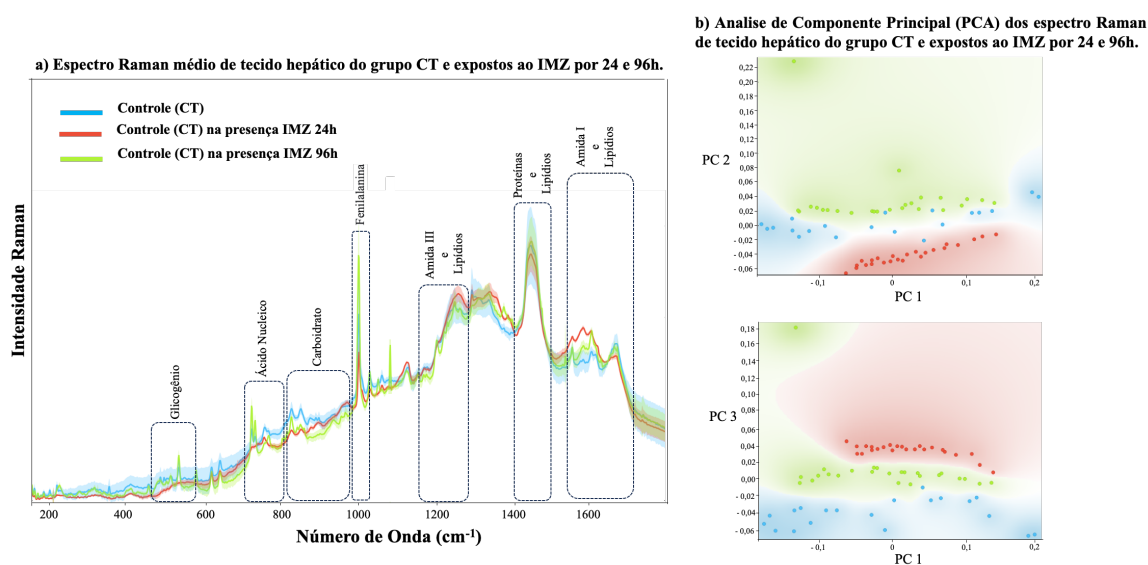 b) Analise de Componente Principal (PCA) dos espectro Raman
de tecido hepático do grupo CT e expostos ao IMZ por 24 e 96h.
a) Espectro Raman médio de tecido hepático do grupo CT e expostos ao IMZ por 24 e 96h.
Controle (CT)
Controle (CT) na presença IMZ 24h
Controle (CT) na presença IMZ 96h
Intensidade Raman
Glicogênio
Ácido Nucleico
Carboidrato
Fenilalanina
Amida III
e
Lipídios
Proteínas
e
Lipídios
Amida I
e
Lipídios
200 400 600 800 1000 1200 1400 1600
Número de Onda (cm-1)
PC 2
0,22
0,20
0,18
0,16
0,14
0,12
0,10
0,08
0,06
0,04
0,02
0,00
- 0,02
- 0,04
- 0,06
- 0,1 0 0,1 0,2
PC 1
PC 3
0,18
0,16
0,14
0,12
0,10
0,08
0,06
0,04
0,02
0,00
- 0,02
- 0,04
- 0,06
- 0,1 0 0,1 0,2
PC 1